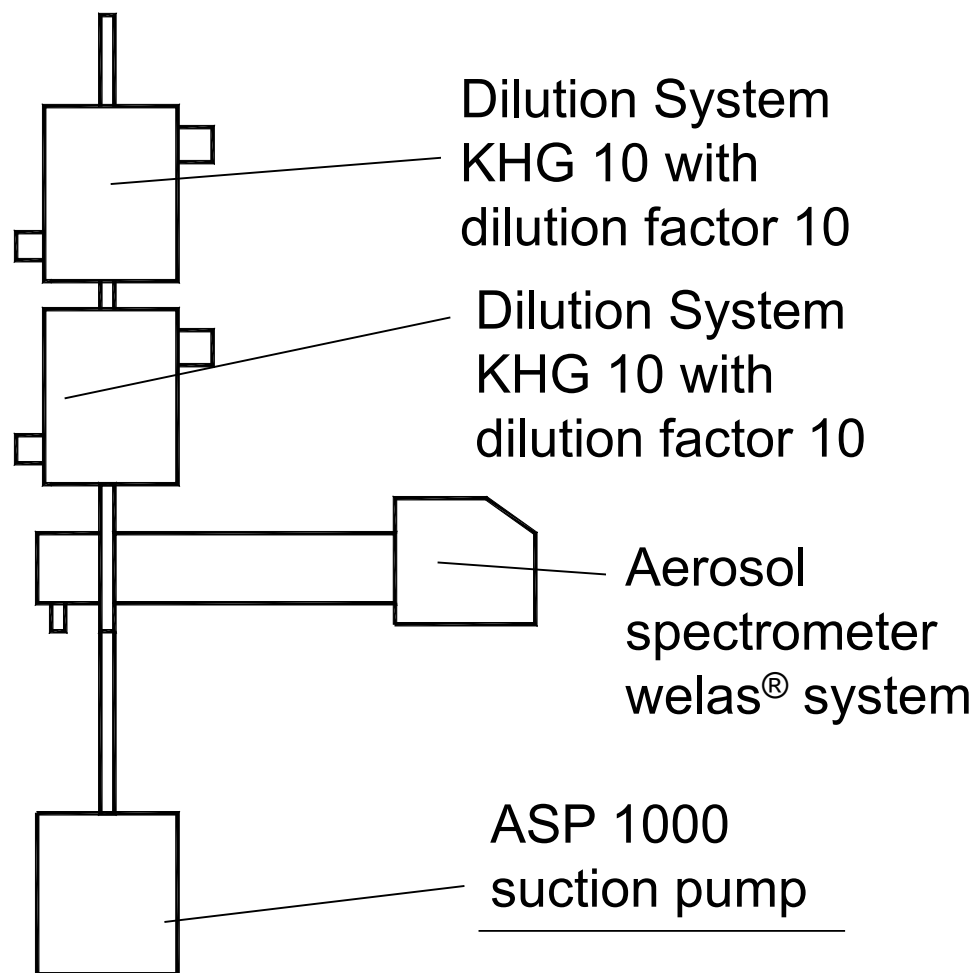 Dilution System
KHG 10 with
dilution factor 10
Dilution System
KHG 10 with
dilution factor 10
Aerosol
spectrometer
welas® system
ASP 1000
suction pump